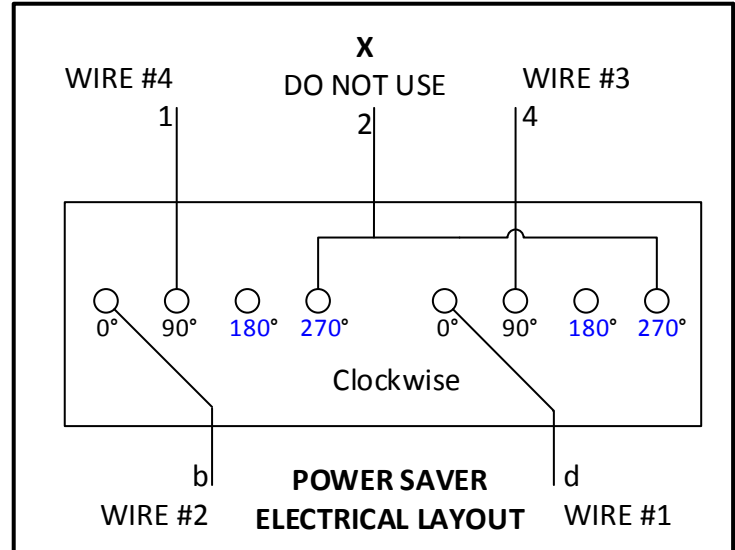 X
WIRE #4 DO NOT USE WIRE #3
1 2 4
0° 90° 180° 270° 0° 90° 180° 270°
Clockwise
b POWER SAVER d
WIRE #2 ELECTRICAL LAYOUT WIRE #1